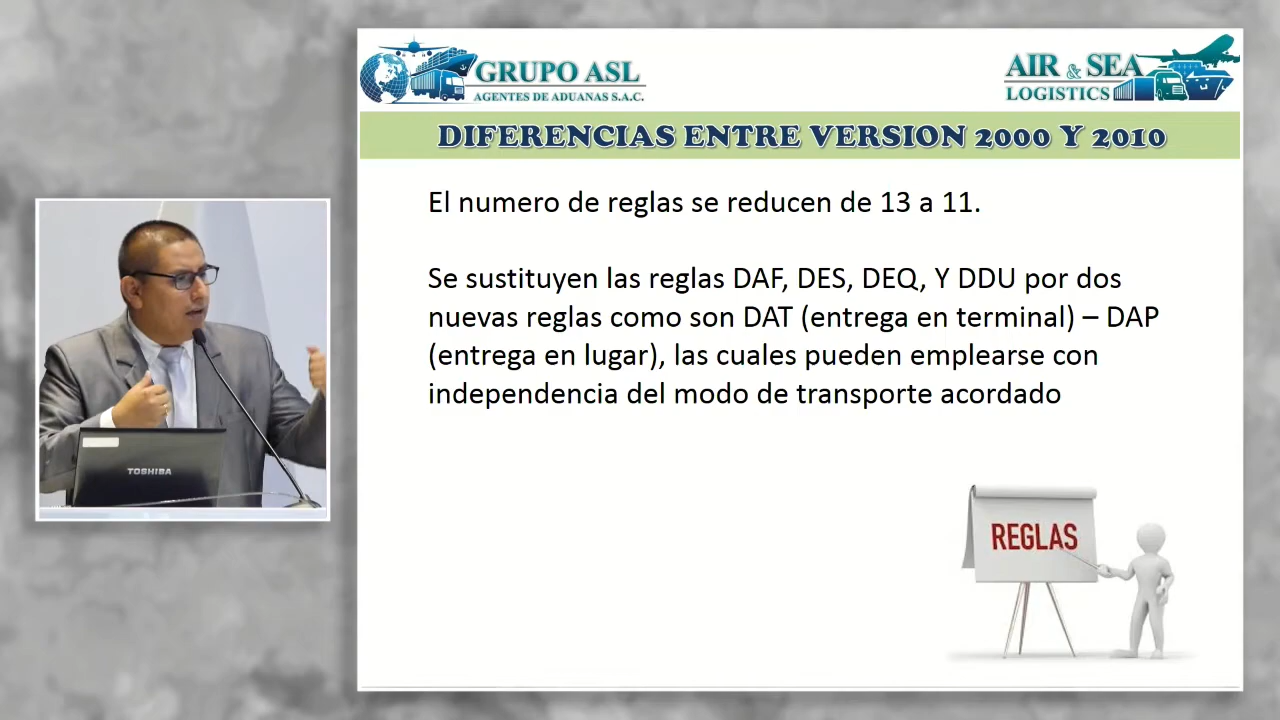 GRUPO ASL
AGENTES DE ADUANAS S.A.C.
AIR & SEA
LOGISTICS
DIFERENCIAS ENTRE VERSION 2000 Y 2010
El numero de reglas se reducen de 13 a 11.
Se sustituyen las reglas DAF, DES, DEQ, Y DDU por dos
nuevas reglas como son DAT (entrega en terminal) – DAP
(entrega en lugar), las cuales pueden emplearse con
independencia del modo de transporte acordado
TOSHIBA
REGLAS